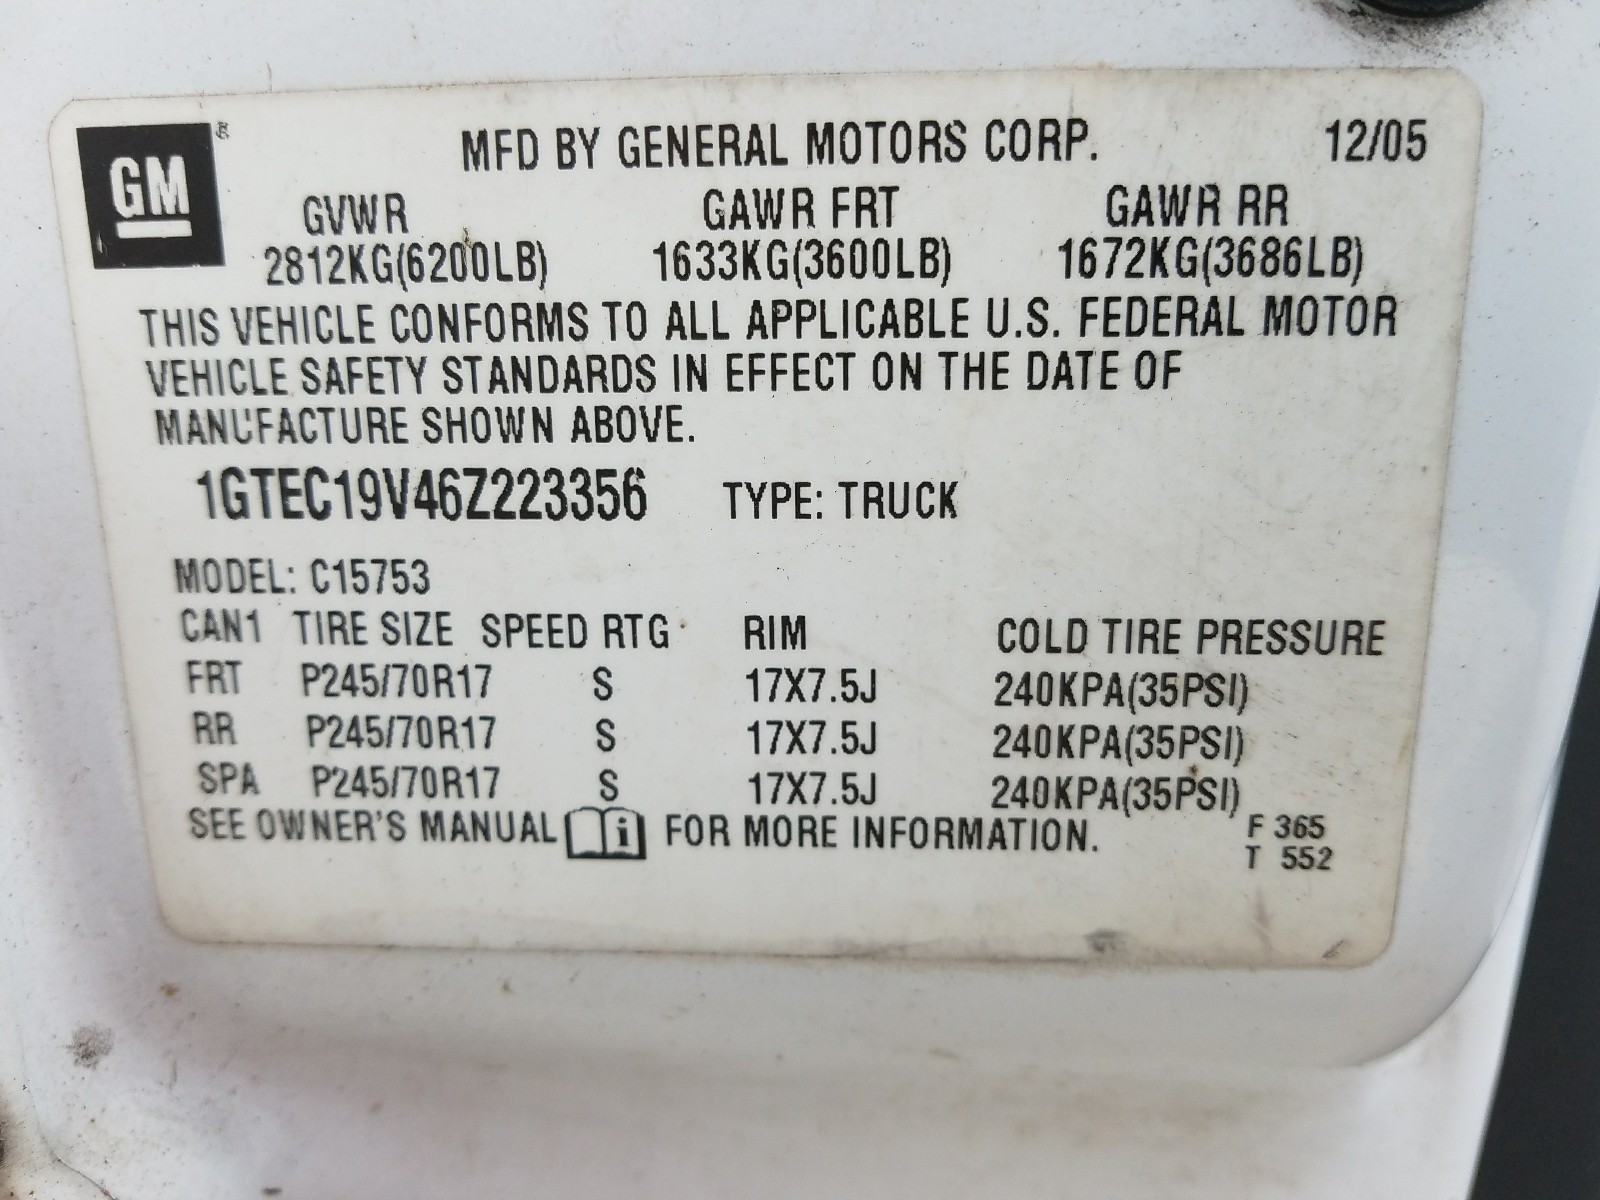 GM ® MFD BY GENERAL MOTORS CORP. 12/05
GVWR GAWR FRT GAWR RR
2812KG(6200LB) 1633KG(3600LB) 1672KG(3686LB)
THIS VEHICLE CONFORMS TO ALL APPLICABLE U.S. FEDERAL MOTOR
VEHICLE SAFETY STANDARDS IN EFFECT ON THE DATE OF
MANUFACTURE SHOWN ABOVE.
1GTEC19V46Z223356 TYPE: TRUCK
MODEL: C15753
CAN1 TIRE SIZE SPEED RTG RIM COLD TIRE PRESSURE
FRT P245/70R17 S 17X7.5J 240KPA(35PSI)
RR P245/70R17 S 17X7.5J 240KPA(35PSI)
SPA P245/70R17 S 17X7.5J 240KPA(35PSI)
SEE OWNER'S MANUAL i FOR MORE INFORMATION. F 365
T 552